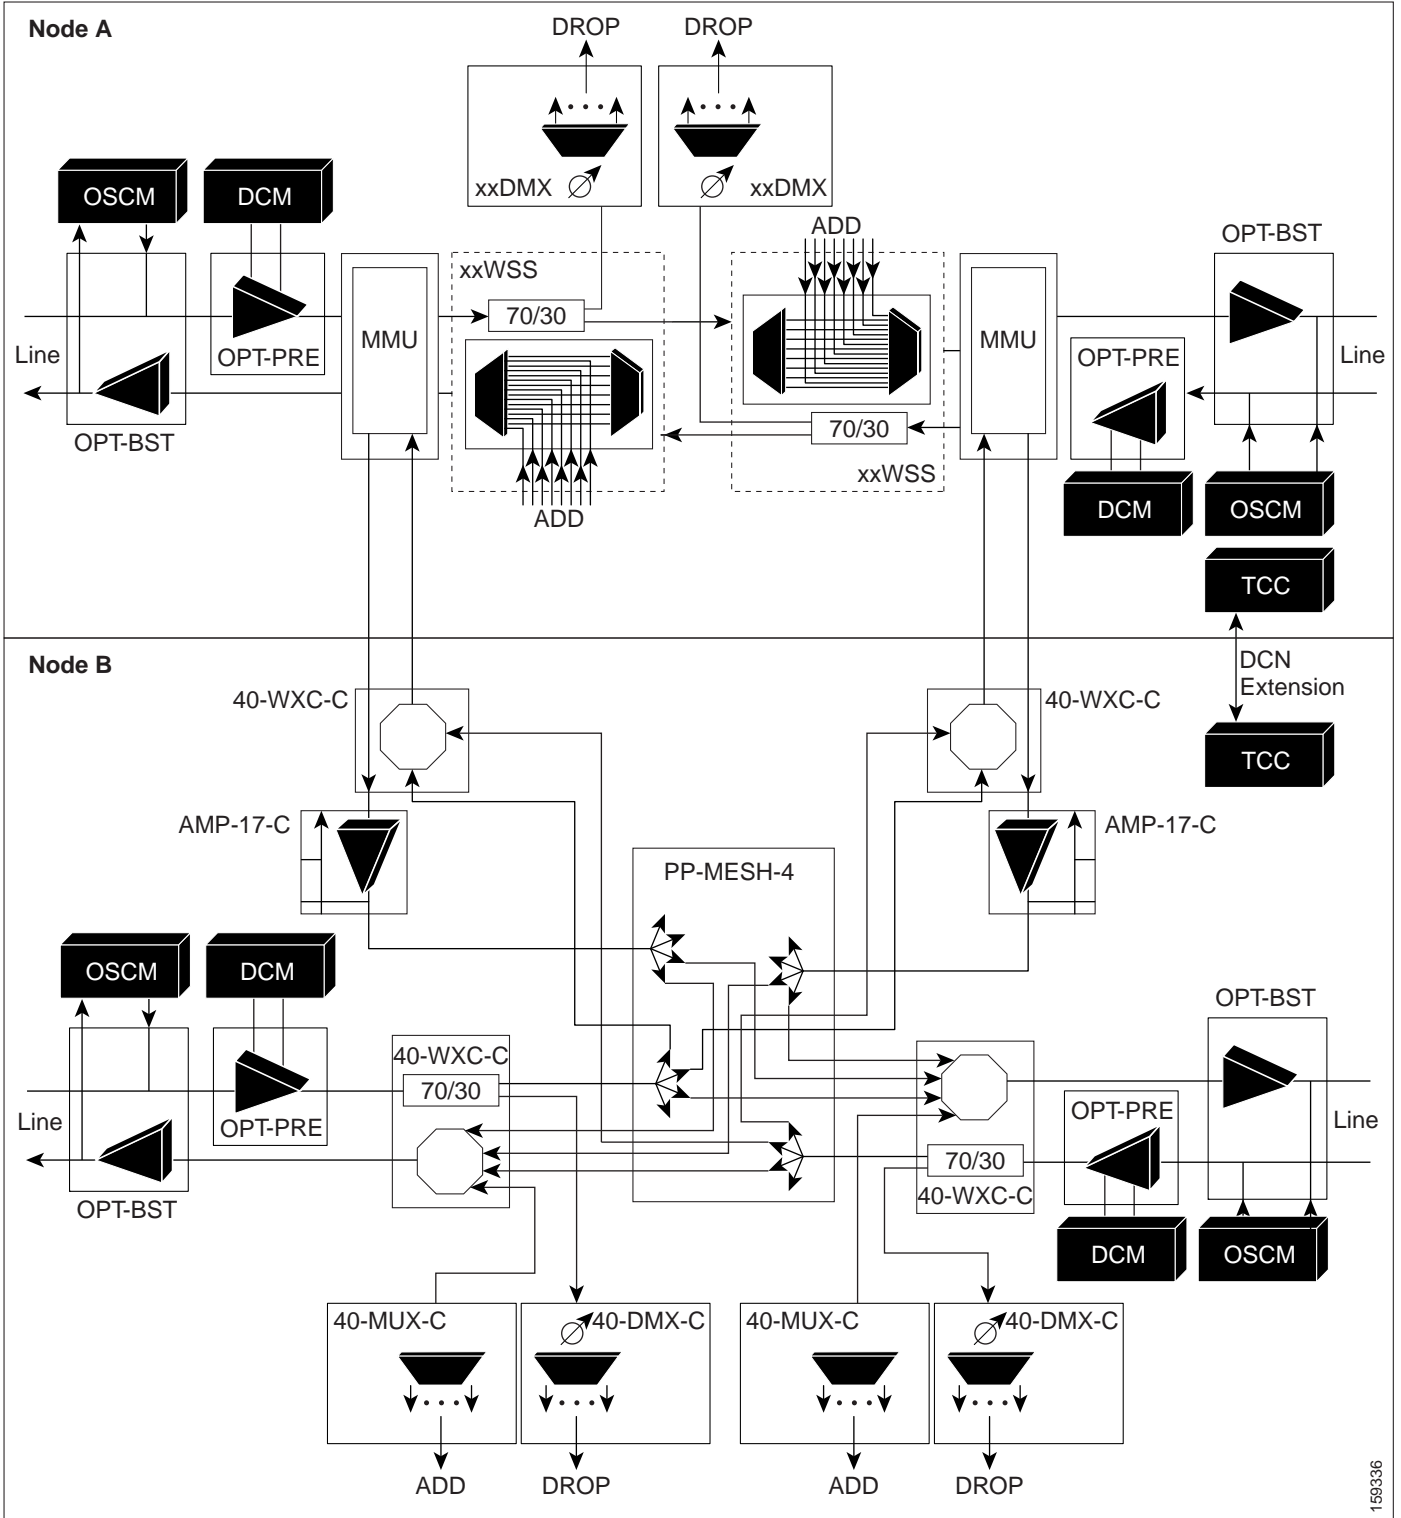 Node A
DROP
DROP
xxDMX
xxDMX
OSCM
DCM
ADD
OPT-BST
xxWSS
70/30
MMU
MMU
OPT-PRE
OPT-PRE
Line
Line
OPT-BST
70/30
xxWSS
ADD
DCM
OSCM
TCC
Node B
DCN
Extension
40-WXC-C
40-WXC-C
TCC
AMP-17-C
AMP-17-C
PP-MESH-4
OSCM
DCM
OPT-BST
40-WXC-C
70/30
OPT-PRE
OPT-PRE
Line
Line
70/30
40-WXC-C
OPT-BST
DCM
OSCM
40-MUX-C
40-DMX-C
40-MUX-C
40-DMX-C
ADD
DROP
ADD
DROP
159336